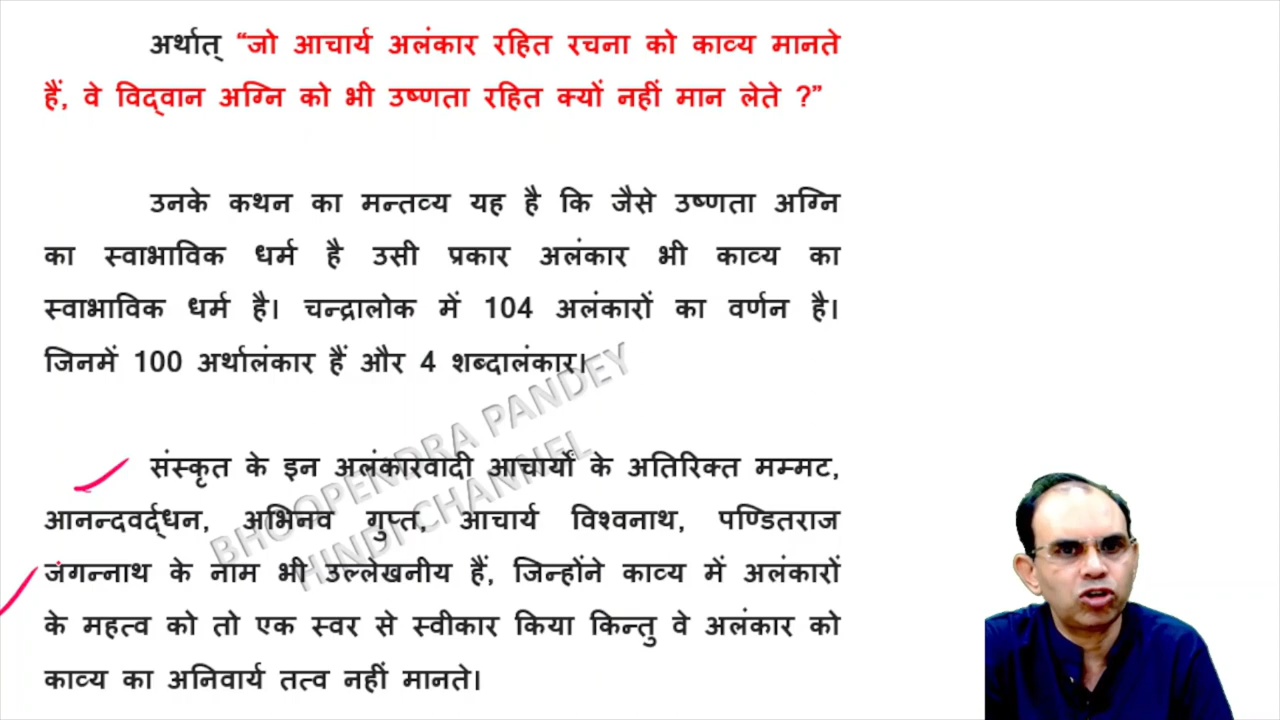 अर्थात् “जो आचार्य अलंकार रहित रचना को काव्य मानते
हैं, वे विद्वान अग्नि को भी उष्णता रहित क्यों नहीं मान लेते ?”
उनके कथन का मन्तव्य यह है कि जैसे उष्णता अग्नि
का स्वाभाविक धर्म है उसी प्रकार अलंकार भी काव्य का
स्वाभाविक धर्म है। चन्द्रालोक में 104 अलंकारों का वर्णन है।
जिनमें 100 अर्थालंकार हैं और 4 शब्दालंकार।
संस्कृत के इन अलंकारवादी आचार्यों के अतिरिक्त मम्मट,
आनन्दवर्द्धन, अभिनव गुप्त, आचार्य विश्वनाथ, पण्डितराज
जंगन्नाथ के नाम भी उल्लेखनीय हैं, जिन्होंने काव्य में अलंकारों
के महत्व को तो एक स्वर से स्वीकार किया किन्तु वे अलंकार को
काव्य का अनिवार्य तत्व नहीं मानते।
BHOOPENDRA PANDEY
HINDI CHANNEL